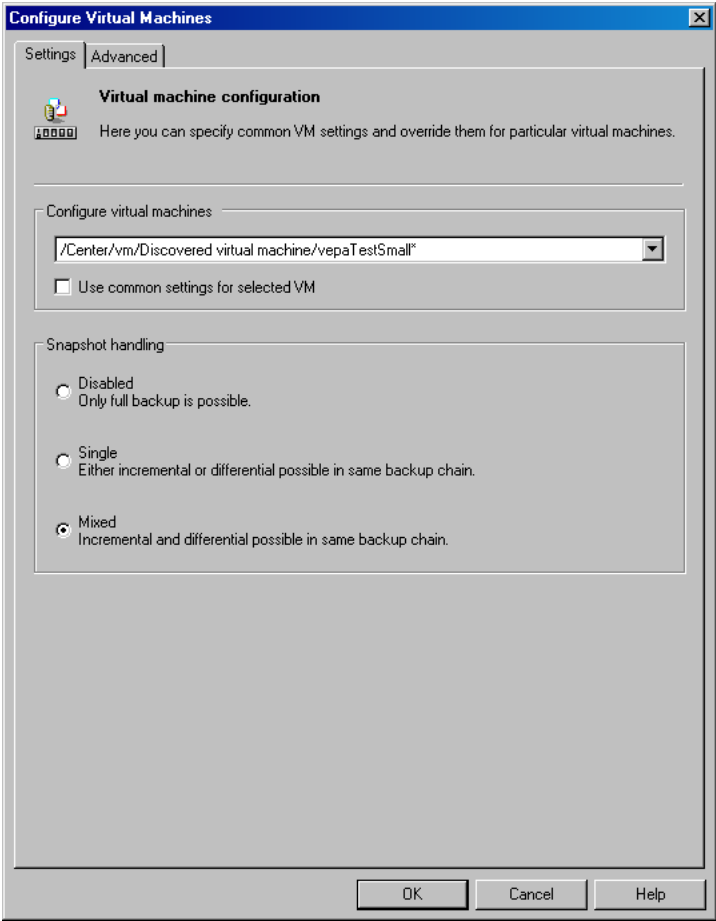 Configure Virtual Machines
Settings
Advanced
Virtual machine configuration
Here you can specify common VM settings and override them for particular virtual machines.
Configure virtual machines
/Center/vm/Discovered virtual machine/vepaTestSmall*
Use common settings for selected VM
Snapshot handling
Disabled
Only full backup is possible.
Single
Either incremental or differential possible in same backup chain.
Mixed
Incremental and differential possible in same backup chain.
OK
Cancel
Help